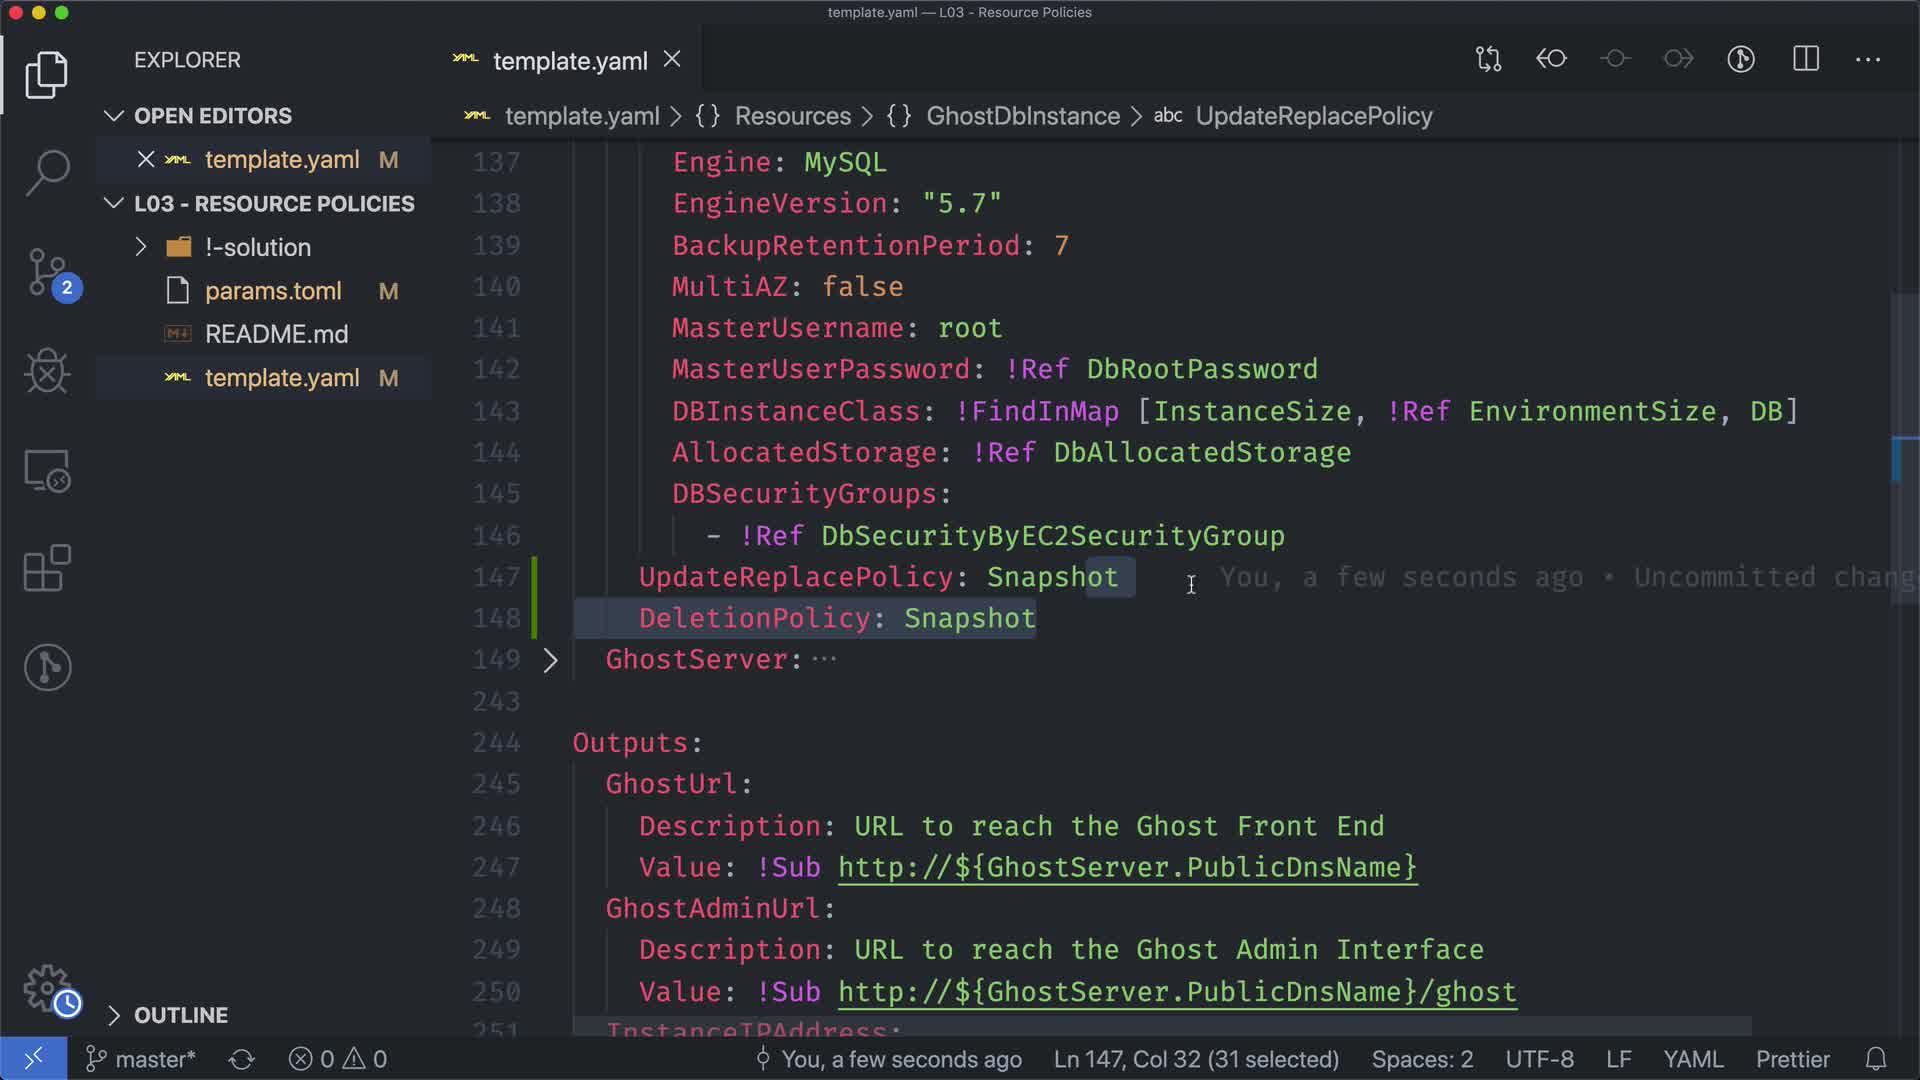 template.yaml — L03 - Resource Policies
EXPLORER
OPEN EDITORS
template.yaml M
L03 - RESOURCE POLICIES
!-solution
params.toml M
README.md
template.yaml M
OUTLINE
2
template.yaml
template.yaml > {} Resources > {} GhostDbInstance > abc UpdateReplacePolicy
137 Engine: MySQL
138 EngineVersion: "5.7"
139 BackupRetentionPeriod: 7
140 MultiAZ: false
141 MasterUsername: root
142 MasterUserPassword: !Ref DbRootPassword
143 DBInstanceClass: !FindInMap [InstanceSize, !Ref EnvironmentSize, DB]
144 AllocatedStorage: !Ref DbAllocatedStorage
145 DBSecurityGroups:
146 - !Ref DbSecurityByEC2SecurityGroup
147 UpdateReplacePolicy: Snapshot You, a few seconds ago • Uncommitted chang
148 DeletionPolicy: Snapshot
149 GhostServer: ···
243
244 Outputs:
245 GhostUrl:
246 Description: URL to reach the Ghost Front End
247 Value: !Sub http://${GhostServer.PublicDnsName}
248 GhostAdminUrl:
249 Description: URL to reach the Ghost Admin Interface
250 Value: !Sub http://${GhostServer.PublicDnsName}/ghost
251 InstanceIPAddress:
master* 0 0 You, a few seconds ago Ln 147, Col 32 (31 selected) Spaces: 2 UTF-8 LF YAML Prettier